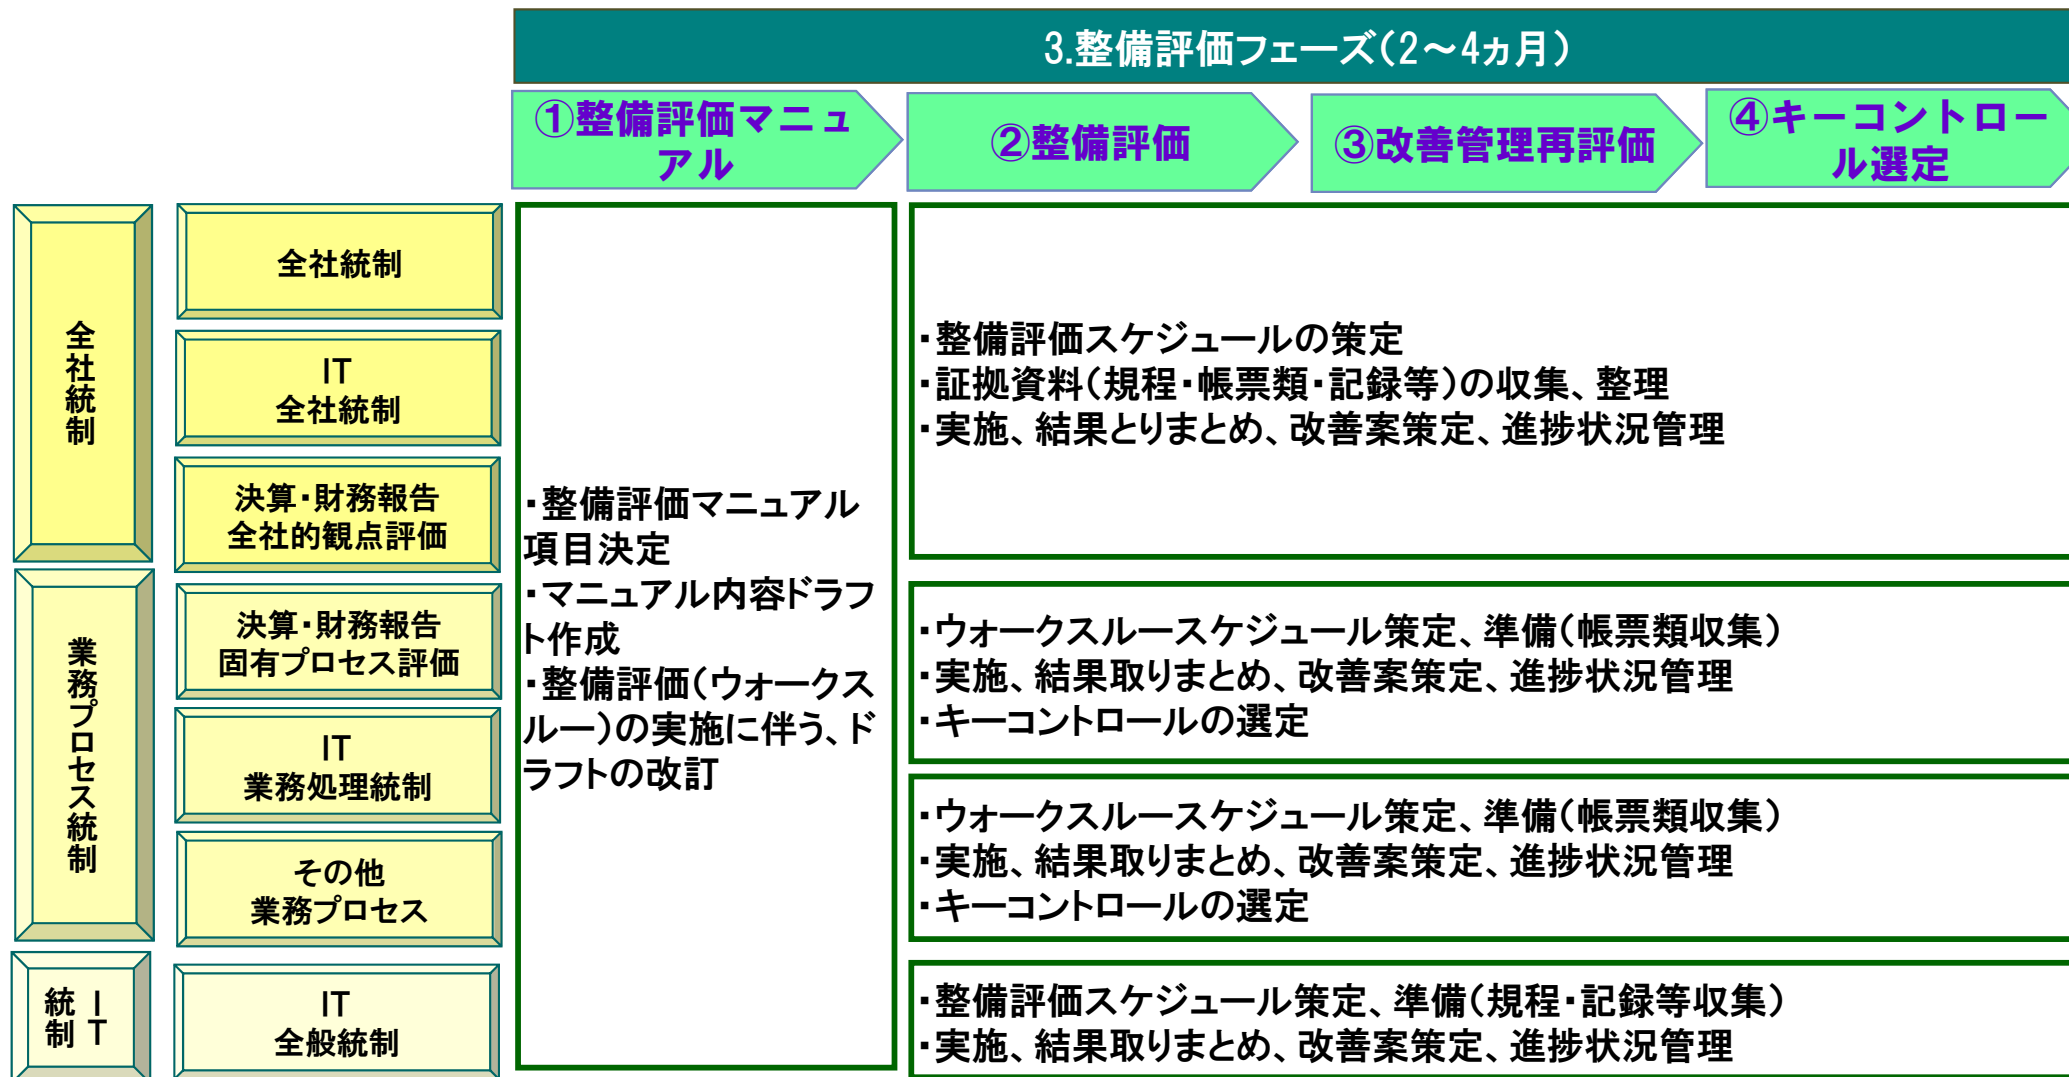 3.整備評価フェーズ(2～4ヵ月)
①整備評価マニュ
アル
②整備評価
③改善管理再評価
④キーコントロー
ル選定
全社統制
全社統制
IT
全社統制
決算・財務報告
全社的観点評価
業務プロセス統制
決算・財務報告
固有プロセス評価
IT
業務処理統制
その他
業務プロセス
IT
統制
IT
全般統制
・整備評価マニュアル
項目決定
・マニュアル内容ドラフ
ト作成
・整備評価(ウォークス
ルー)の実施に伴う、ド
ラフトの改訂
・整備評価スケジュールの策定
・証拠資料(規程・帳票類・記録等)の収集、整理
・実施、結果とりまとめ、改善案策定、進捗状況管理
・ウォークスルースケジュール策定、準備(帳票類収集)
・実施、結果取りまとめ、改善案策定、進捗状況管理
・キーコントロールの選定
・ウォークスルースケジュール策定、準備(帳票類収集)
・実施、結果取りまとめ、改善案策定、進捗状況管理
・キーコントロールの選定
・整備評価スケジュール策定、準備(規程・記録等収集)
・実施、結果取りまとめ、改善案策定、進捗状況管理